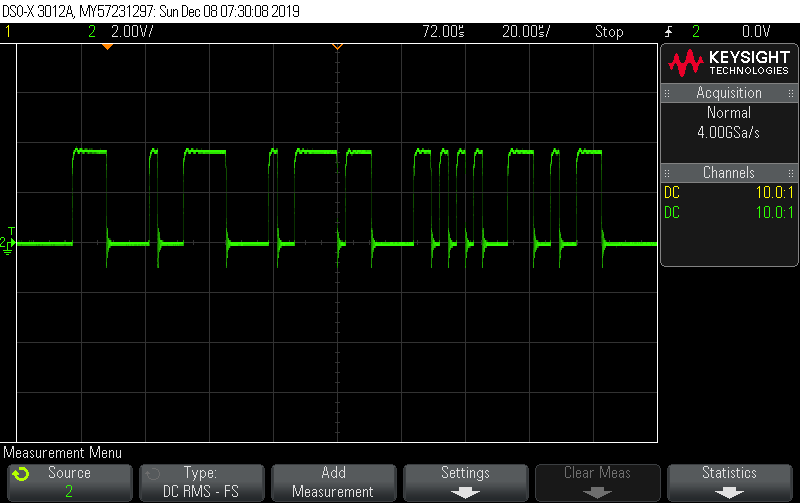 DSO-X 3012A, MY57231297: Sun Dec 08 07:30:08 2019
1 2 2.00V/ 72.00s 20.00s/ Stop 2 0.0V
KEYSIGHT
TECHNOLOGIES
Acquisition
Normal
4.00GSa/s
Channels
DC 10.0:1
DC 10.0:1
T
2
Measurement Menu
Source
2
Type:
DC RMS - FS
Add
Measurement
Settings
Clear Meas
Statistics